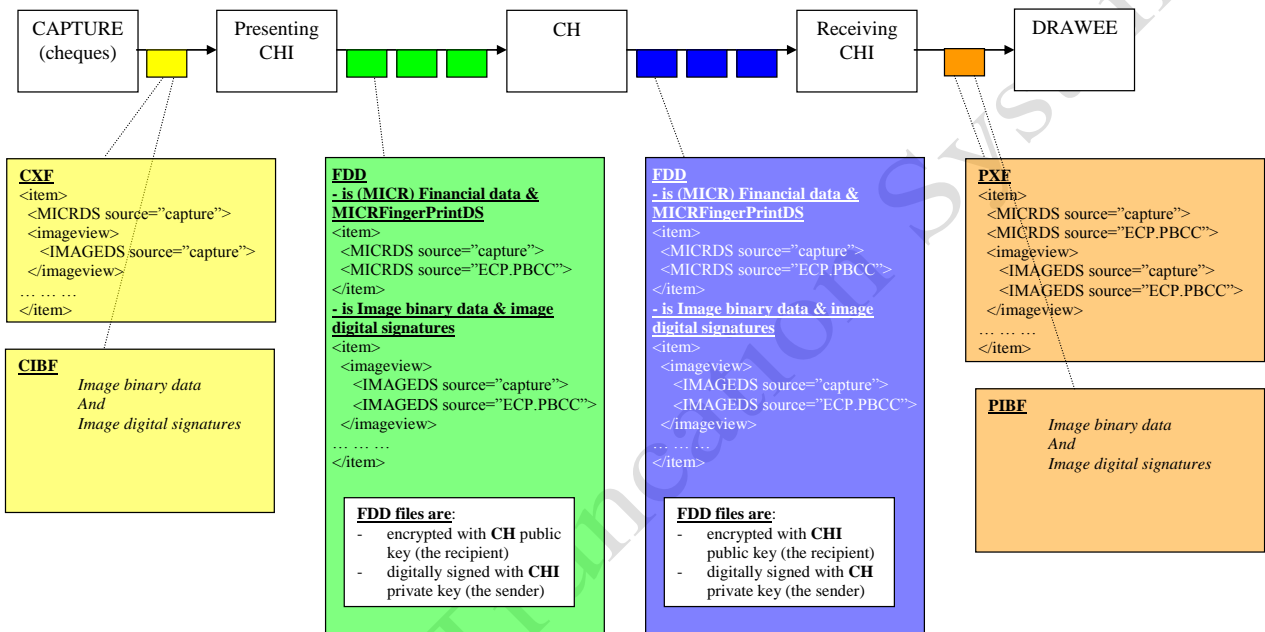 CAPTURE
(cheques)
Presenting
CHI
CH
Receiving
CHI
DRAWEE
CXF
<item>
<MICRDS source=”capture”>
<imageview>
<IMAGEDS source=”capture”>
</imageview>
… … …
</item>
CIBF
Image binary data
And
Image digital signatures
FDD
- is (MICR) Financial data &
MICRFingerPrintDS
<item>
<MICRDS source=”capture”>
<MICRDS source=”ECP.PBCC”>
</item>
- is Image binary data & image
digital signatures
<item>
<imageview>
<IMAGEDS source=”capture”>
<IMAGEDS source=”ECP.PBCC”>
</imageview>
… … …
</item>
FDD files are:
- encrypted with CH public
key (the recipient)
- digitally signed with CHI
private key (the sender)
FDD
- is (MICR) Financial data &
MICRFingerPrintDS
<item>
<MICRDS source=”capture”>
<MICRDS source=”ECP.PBCC”>
</item>
- is Image binary data & image
digital signatures
<item>
<imageview>
<IMAGEDS source=”capture”>
<IMAGEDS source=”ECP.PBCC”>
</imageview>
… … …
</item>
FDD files are:
- encrypted with CHI
public key (the recipient)
- digitally signed with CH
private key (the sender)
PXF
<item>
<MICRDS source=”capture”>
<MICRDS source=”ECP.PBCC”>
<imageview>
<IMAGEDS source=”capture”>
<IMAGEDS source=”ECP.PBCC”>
</imageview>
… … …
</item>
PIBF
Image binary data
And
Image digital signatures